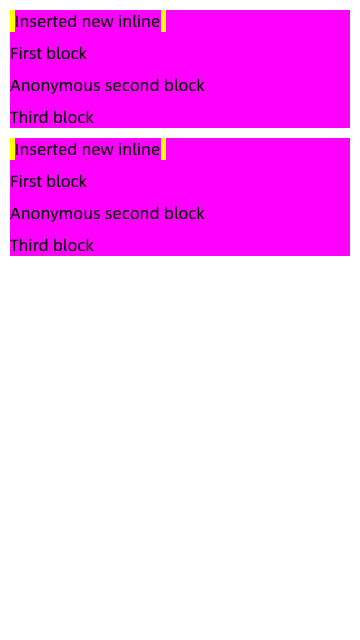 Inserted new inline
First block
Anonymous second block
Third block
Inserted new inline
First block
Anonymous second block
Third block